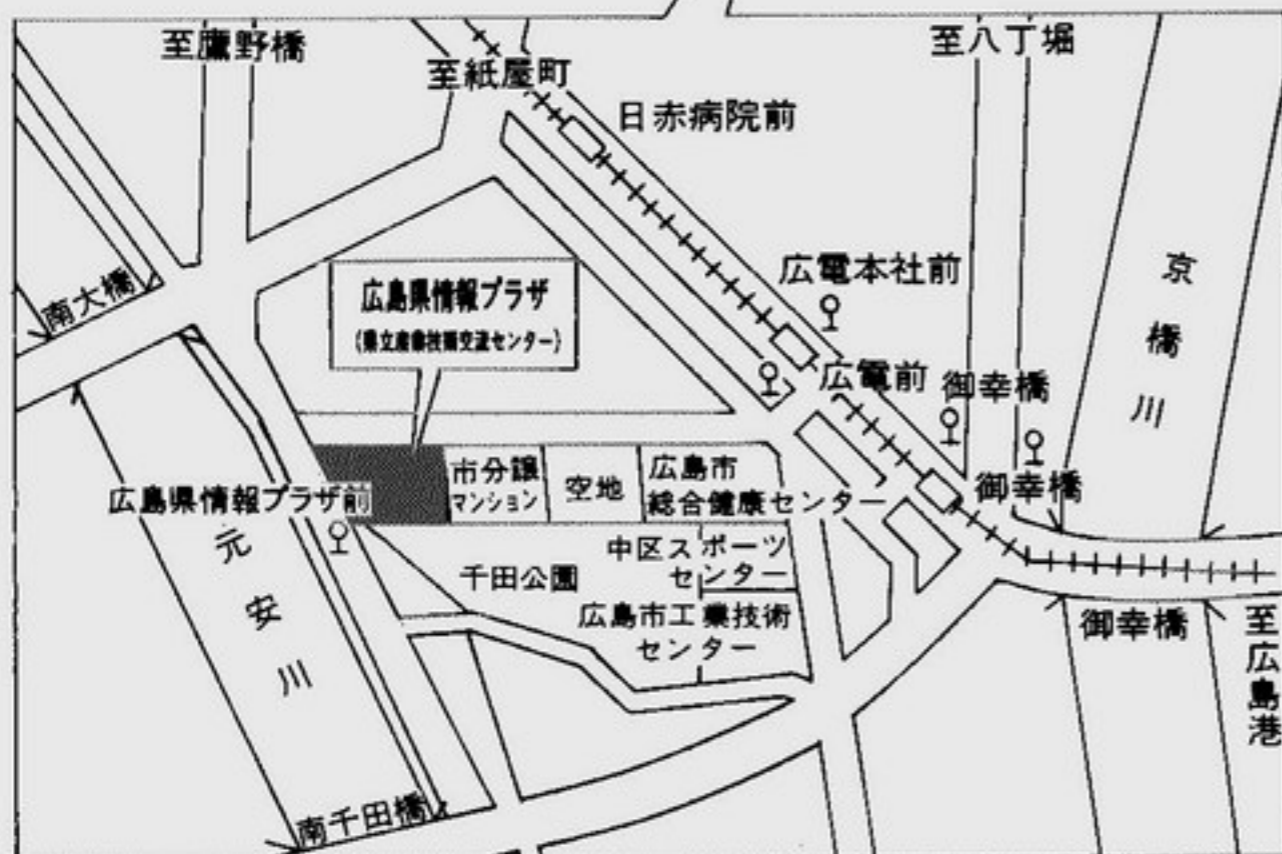 至鷹野橋
至紙屋町
至八丁堀
日赤病院前
京橋川
広電本社前
南大橋
広島県情報プラザ
(県立産業技術交流センター)
広電前
御幸橋
市分譲
マンション
空地
広島市
総合健康センター
御幸橋
広島県情報プラザ前
元安川
中区スポーツ
センター
千田公園
広島市工業技術
センター
御幸橋
至広島港
南千田橋